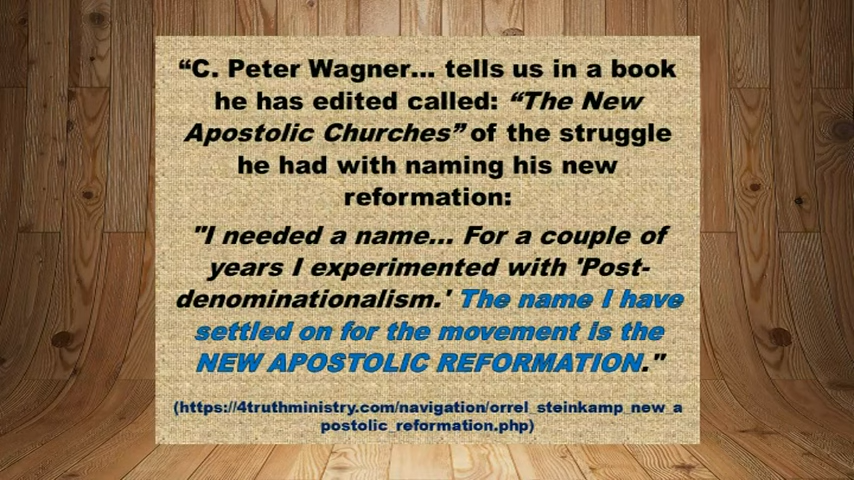 “C. Peter Wagner... tells us in a book
he has edited called: “The New
Apostolic Churches” of the struggle
he had with naming his new
reformation:
"I needed a name... For a couple of
years I experimented with 'Post-
denominationalism.' The name I have
settled on for the movement is the
NEW APOSTOLIC REFORMATION."
(https://4truthministry.com/navigation/orrel_steinkamp_new_a
postolic_reformation.php)